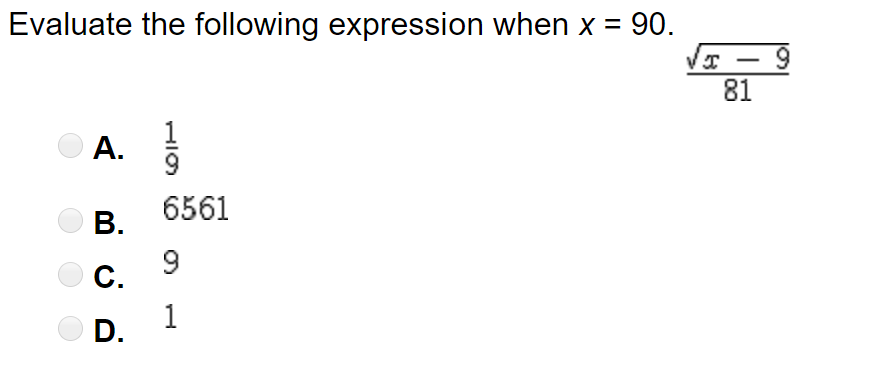 Evaluate the following expression when x = 90.
√x − 9
81
A. 1
9
B. 6561
C. 9
D. 1